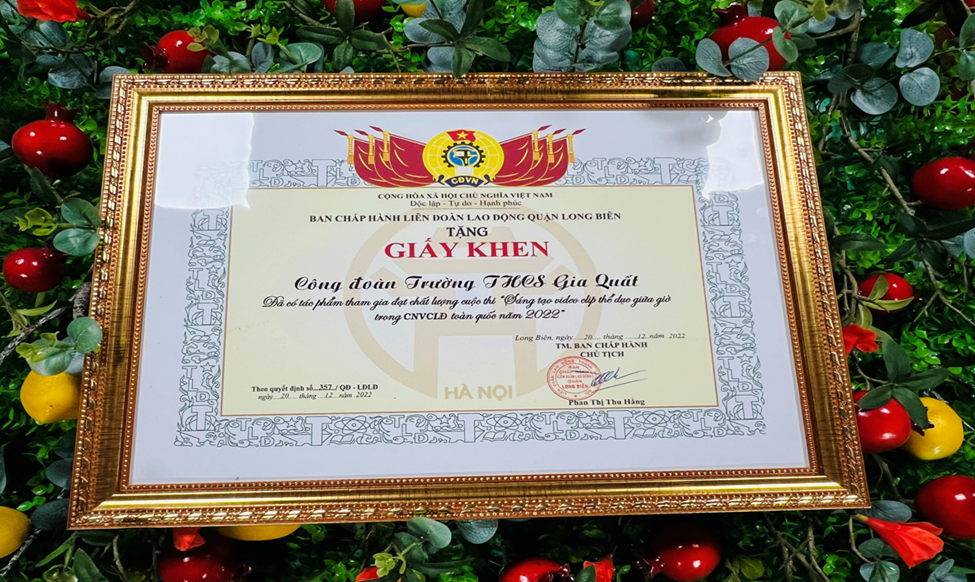 CĐVN
CỘNG HÒA XÃ HỘI CHỦ NGHĨA VIỆT NAM
Độc lập - Tự do - Hạnh phúc
BAN CHẤP HÀNH LIÊN ĐOÀN LAO ĐỘNG QUẬN LONG BIÊN
TẶNG
GIẤY KHEN
Công đoàn Trường THCS Gia Quất
Đã có tác phẩm tham gia đạt chất lượng cuộc thi "Sáng tạo video clip thể dục giữa giờ
trong CNVCLĐ toàn quốc năm 2022"
Long Biên, ngày 20 tháng 12 năm 2022
TM. BAN CHẤP HÀNH
CHỦ TỊCH
LONG BIÊN
HÀ NỘI
Theo quyết định số 357 / QĐ - LĐLĐ
ngày 20 tháng 12 năm 2022
Phan Thị Thu Hằng